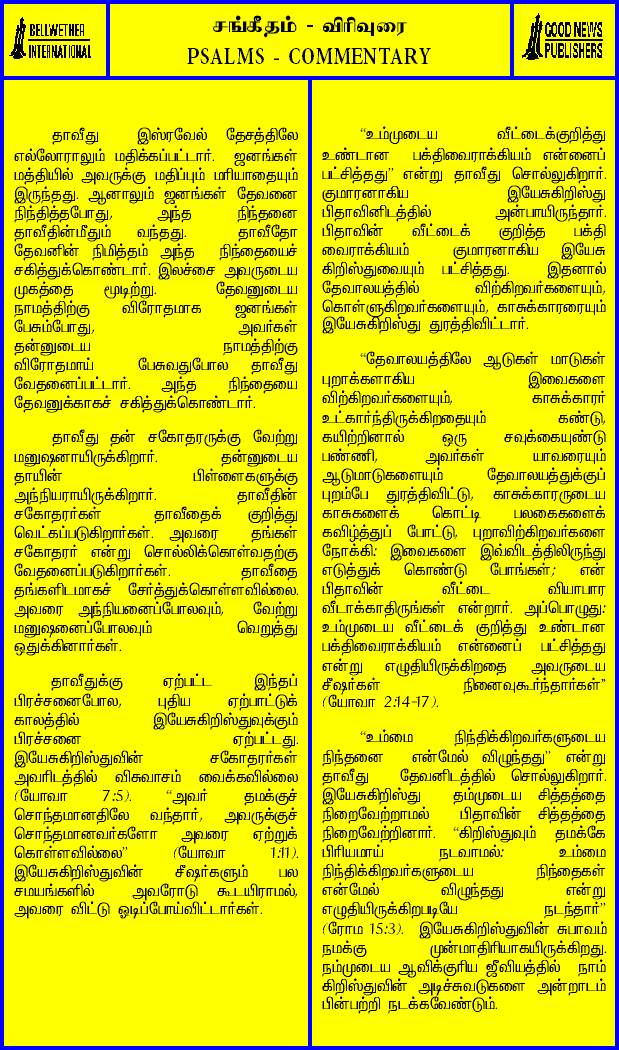 BELLWETHER
INTERNATIONAL
சங்கீதம் - விரிவுரை
PSALMS - COMMENTARY
GOOD NEWS
PUBLISHERS
தாவீது இஸ்ரவேல் தேசத்திலே
எல்லோராலும் மதிக்கப்பட்டார். ஜனங்கள்
மத்தியில் அவருக்கு மதிப்பும் மரியாதையும்
இருந்தது. ஆனாலும் ஜனங்கள் தேவனை
நிந்தித்தபோது, அந்த நிந்தனை
தாவீதின்மீதும் வந்தது. தாவீதோ
தேவனின் நிமித்தம் அந்த நிந்தையைச்
சகித்துக்கொண்டார். இலச்சை அவருடைய
முகத்தை மூடிற்று. தேவனுடைய
நாமத்திற்கு விரோதமாக ஜனங்கள்
பேசும்போது, அவர்கள்
தன்னுடைய நாமத்திற்கு
விரோதமாய் பேசுவதுபோல தாவீது
வேதனைப்பட்டார். அந்த நிந்தையை
தேவனுக்காகச் சகித்துக்கொண்டார்.
தாவீது தன் சகோதரருக்கு வேற்று
மனுஷனாயிருக்கிறார். தன்னுடைய
தாயின் பிள்ளைகளுக்கு
அந்நியராயிருக்கிறார். தாவீதின்
சகோதரர்கள் தாவீதைக் குறித்து
வெட்கப்படுகிறார்கள். அவரை தங்கள்
சகோதரர் என்று சொல்லிக்கொள்வதற்கு
வேதனைப்படுகிறார்கள். தாவீதை
தங்களிடமாகச் சேர்த்துக்கொள்ளவில்லை.
அவரை அந்நியனைப்போலவும், வேற்று
மனுஷனைப்போலவும் வெறுத்து
ஒதுக்கினார்கள்.
தாவீதுக்கு ஏற்பட்ட இந்தப்
பிரச்சனைபோல, புதிய ஏற்பாட்டுக்
காலத்தில் இயேசுகிறிஸ்துவுக்கும்
பிரச்சனை ஏற்பட்டது.
இயேசுகிறிஸ்துவின் சகோதரர்கள்
அவரிடத்தில் விசுவாசம் வைக்கவில்லை
(யோவா 7:5). “அவர் தமக்குச்
சொந்தமானதிலே வந்தார், அவருக்குச்
சொந்தமானவர்களோ அவரை ஏற்றுக்
கொள்ளவில்லை” (யோவா 1:11).
இயேசுகிறிஸ்துவின் சீஷர்களும் பல
சமயங்களில் அவரோடு கூடயிராமல்,
அவரை விட்டு ஓடிப்போய்விட்டார்கள்.
“உம்முடைய வீட்டைக்குறித்து
உண்டான பக்திவைராக்கியம் என்னைப்
பட்சித்தது” என்று தாவீது சொல்லுகிறார்.
குமாரனாகிய இயேசுகிறிஸ்து
பிதாவினிடத்தில் அன்பாயிருந்தார்.
பிதாவின் வீட்டைக் குறித்த பக்தி
வைராக்கியம் குமாரனாகிய இயேசு
கிறிஸ்துவையும் பட்சித்தது. இதனால்
தேவாலயத்தில் விற்கிறவர்களையும்,
கொள்ளுகிறவர்களையும், காசுக்காரரையும்
இயேசுகிறிஸ்து துரத்திவிட்டார்.
“தேவாலயத்திலே ஆடுகள் மாடுகள்
புறாக்களாகிய இவைகளை
விற்கிறவர்களையும், காசுக்காரர்
உட்கார்ந்திருக்கிறதையும் கண்டு,
கயிற்றினால் ஒரு சவுக்கையுண்டு
பண்ணி, அவர்கள் யாவரையும்
ஆடுமாடுகளையும் தேவாலயத்துக்குப்
புறம்பே துரத்திவிட்டு, காசுக்காரருடைய
காசுகளைக் கொட்டி பலகைகளைக்
கவிழ்த்துப் போட்டு, புறாவிற்கிறவர்களை
நோக்கி: இவைகளை இவ்விடத்திலிருந்து
எடுத்துக் கொண்டு போங்கள்; என்
பிதாவின் வீட்டை வியாபார
வீடாக்காதிருங்கள் என்றார். அப்பொழுது:
உம்முடைய வீட்டைக் குறித்து உண்டான
பக்திவைராக்கியம் என்னைப் பட்சித்தது
என்று எழுதியிருக்கிறதை அவருடைய
சீஷர்கள் நினைவுகூர்ந்தார்கள்”
(யோவா 2:14-17).
“உம்மை நிந்திக்கிறவர்களுடைய
நிந்தனை என்மேல் விழுந்தது” என்று
தாவீது தேவனிடத்தில் சொல்லுகிறார்.
இயேசுகிறிஸ்து தம்முடைய சித்தத்தை
நிறைவேற்றாமல் பிதாவின் சித்தத்தை
நிறைவேற்றினார். “கிறிஸ்துவும் தமக்கே
பிரியமாய் நடவாமல்: உம்மை
நிந்திக்கிறவர்களுடைய நிந்தைகள்
என்மேல் விழுந்தது என்று
எழுதியிருக்கிறபடியே நடந்தார்”
(ரோம 15:3). இயேசுகிறிஸ்துவின் சுபாவம்
நமக்கு முன்மாதிரியாகயிருக்கிறது.
நம்முடைய ஆவிக்குரிய ஜீவியத்தில் நாம்
கிறிஸ்துவின் அடிச்சுவடுகளை அன்றாடம்
பின்பற்றி நடக்கவேண்டும்.